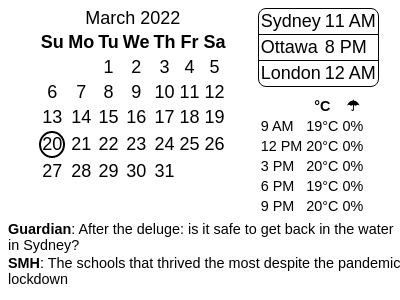 March 2022
Su Mo Tu We Th Fr Sa
1 2 3 4 5
6 7 8 9 10 11 12
13 14 15 16 17 18 19
20 21 22 23 24 25 26
27 28 29 30 31
Sydney 11 AM
Ottawa 8 PM
London 12 AM
°C ☂
9 AM 19°C 0%
12 PM 20°C 0%
3 PM 20°C 0%
6 PM 19°C 0%
9 PM 20°C 0%
Guardian: After the deluge: is it safe to get back in the water
in Sydney?
SMH: The schools that thrived the most despite the pandemic
lockdown